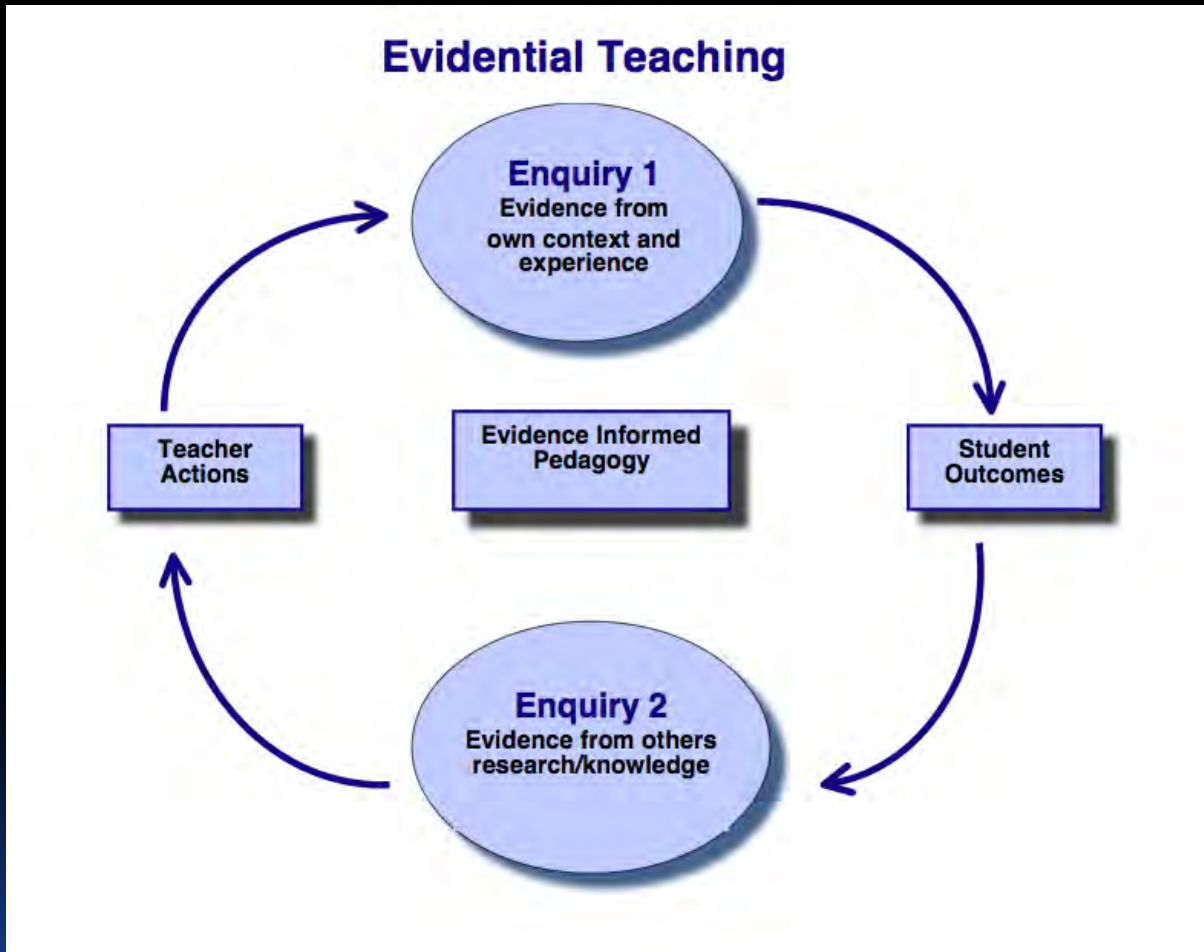 Evidential Teaching
Enquiry 1
Evidence from
own context and
experience
Teacher
Actions
Evidence Informed
Pedagogy
Student
Outcomes
Enquiry 2
Evidence from others
research/knowledge